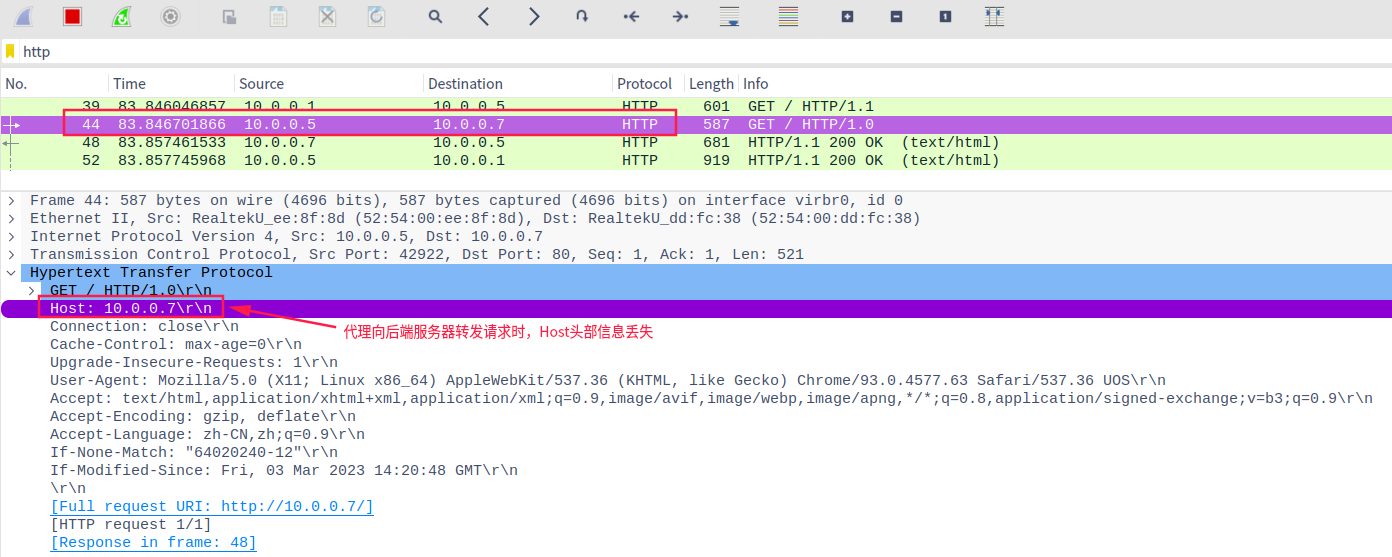 http
No. Time Source Destination Protocol Length Info
39 83.846046857 10.0.0.1 10.0.0.5 HTTP 601 GET / HTTP/1.1
44 83.846701866 10.0.0.5 10.0.0.7 HTTP 587 GET / HTTP/1.0
48 83.857461533 10.0.0.7 10.0.0.5 HTTP 681 HTTP/1.1 200 OK (text/html)
52 83.857745968 10.0.0.5 10.0.0.1 HTTP 919 HTTP/1.1 200 OK (text/html)
Frame 44: 587 bytes on wire (4696 bits), 587 bytes captured (4696 bits) on interface virbr0, id 0
Ethernet II, Src: RealtekU_ee:8f:8d (52:54:00:ee:8f:8d), Dst: RealtekU_dd:fc:38 (52:54:00:dd:fc:38)
Internet Protocol Version 4, Src: 10.0.0.5, Dst: 10.0.0.7
Transmission Control Protocol, Src Port: 42922, Dst Port: 80, Seq: 1, Ack: 1, Len: 521
Hypertext Transfer Protocol
GET / HTTP/1.0\r\n
Host: 10.0.0.7\r\n
Connection: close\r\n
代理向后端服务器转发请求时，Host头部信息丢失
Cache-Control: max-age=0\r\n
Upgrade-Insecure-Requests: 1\r\n
User-Agent: Mozilla/5.0 (X11; Linux x86_64) AppleWebKit/537.36 (KHTML, like Gecko) Chrome/93.0.4577.63 Safari/537.36 UOS\r\n
Accept: text/html,application/xhtml+xml,application/xml;q=0.9,image/avif,image/webp,image/apng,*/*;q=0.8,application/signed-exchange;v=b3;q=0.9\r\n
Accept-Encoding: gzip, deflate\r\n
Accept-Language: zh-CN,zh;q=0.9\r\n
If-None-Match: "64020240-12"\r\n
If-Modified-Since: Fri, 03 Mar 2023 14:20:48 GMT\r\n
\r\n
[Full request URI: http://10.0.0.7/]
[HTTP request 1/1]
[Response in frame: 48]